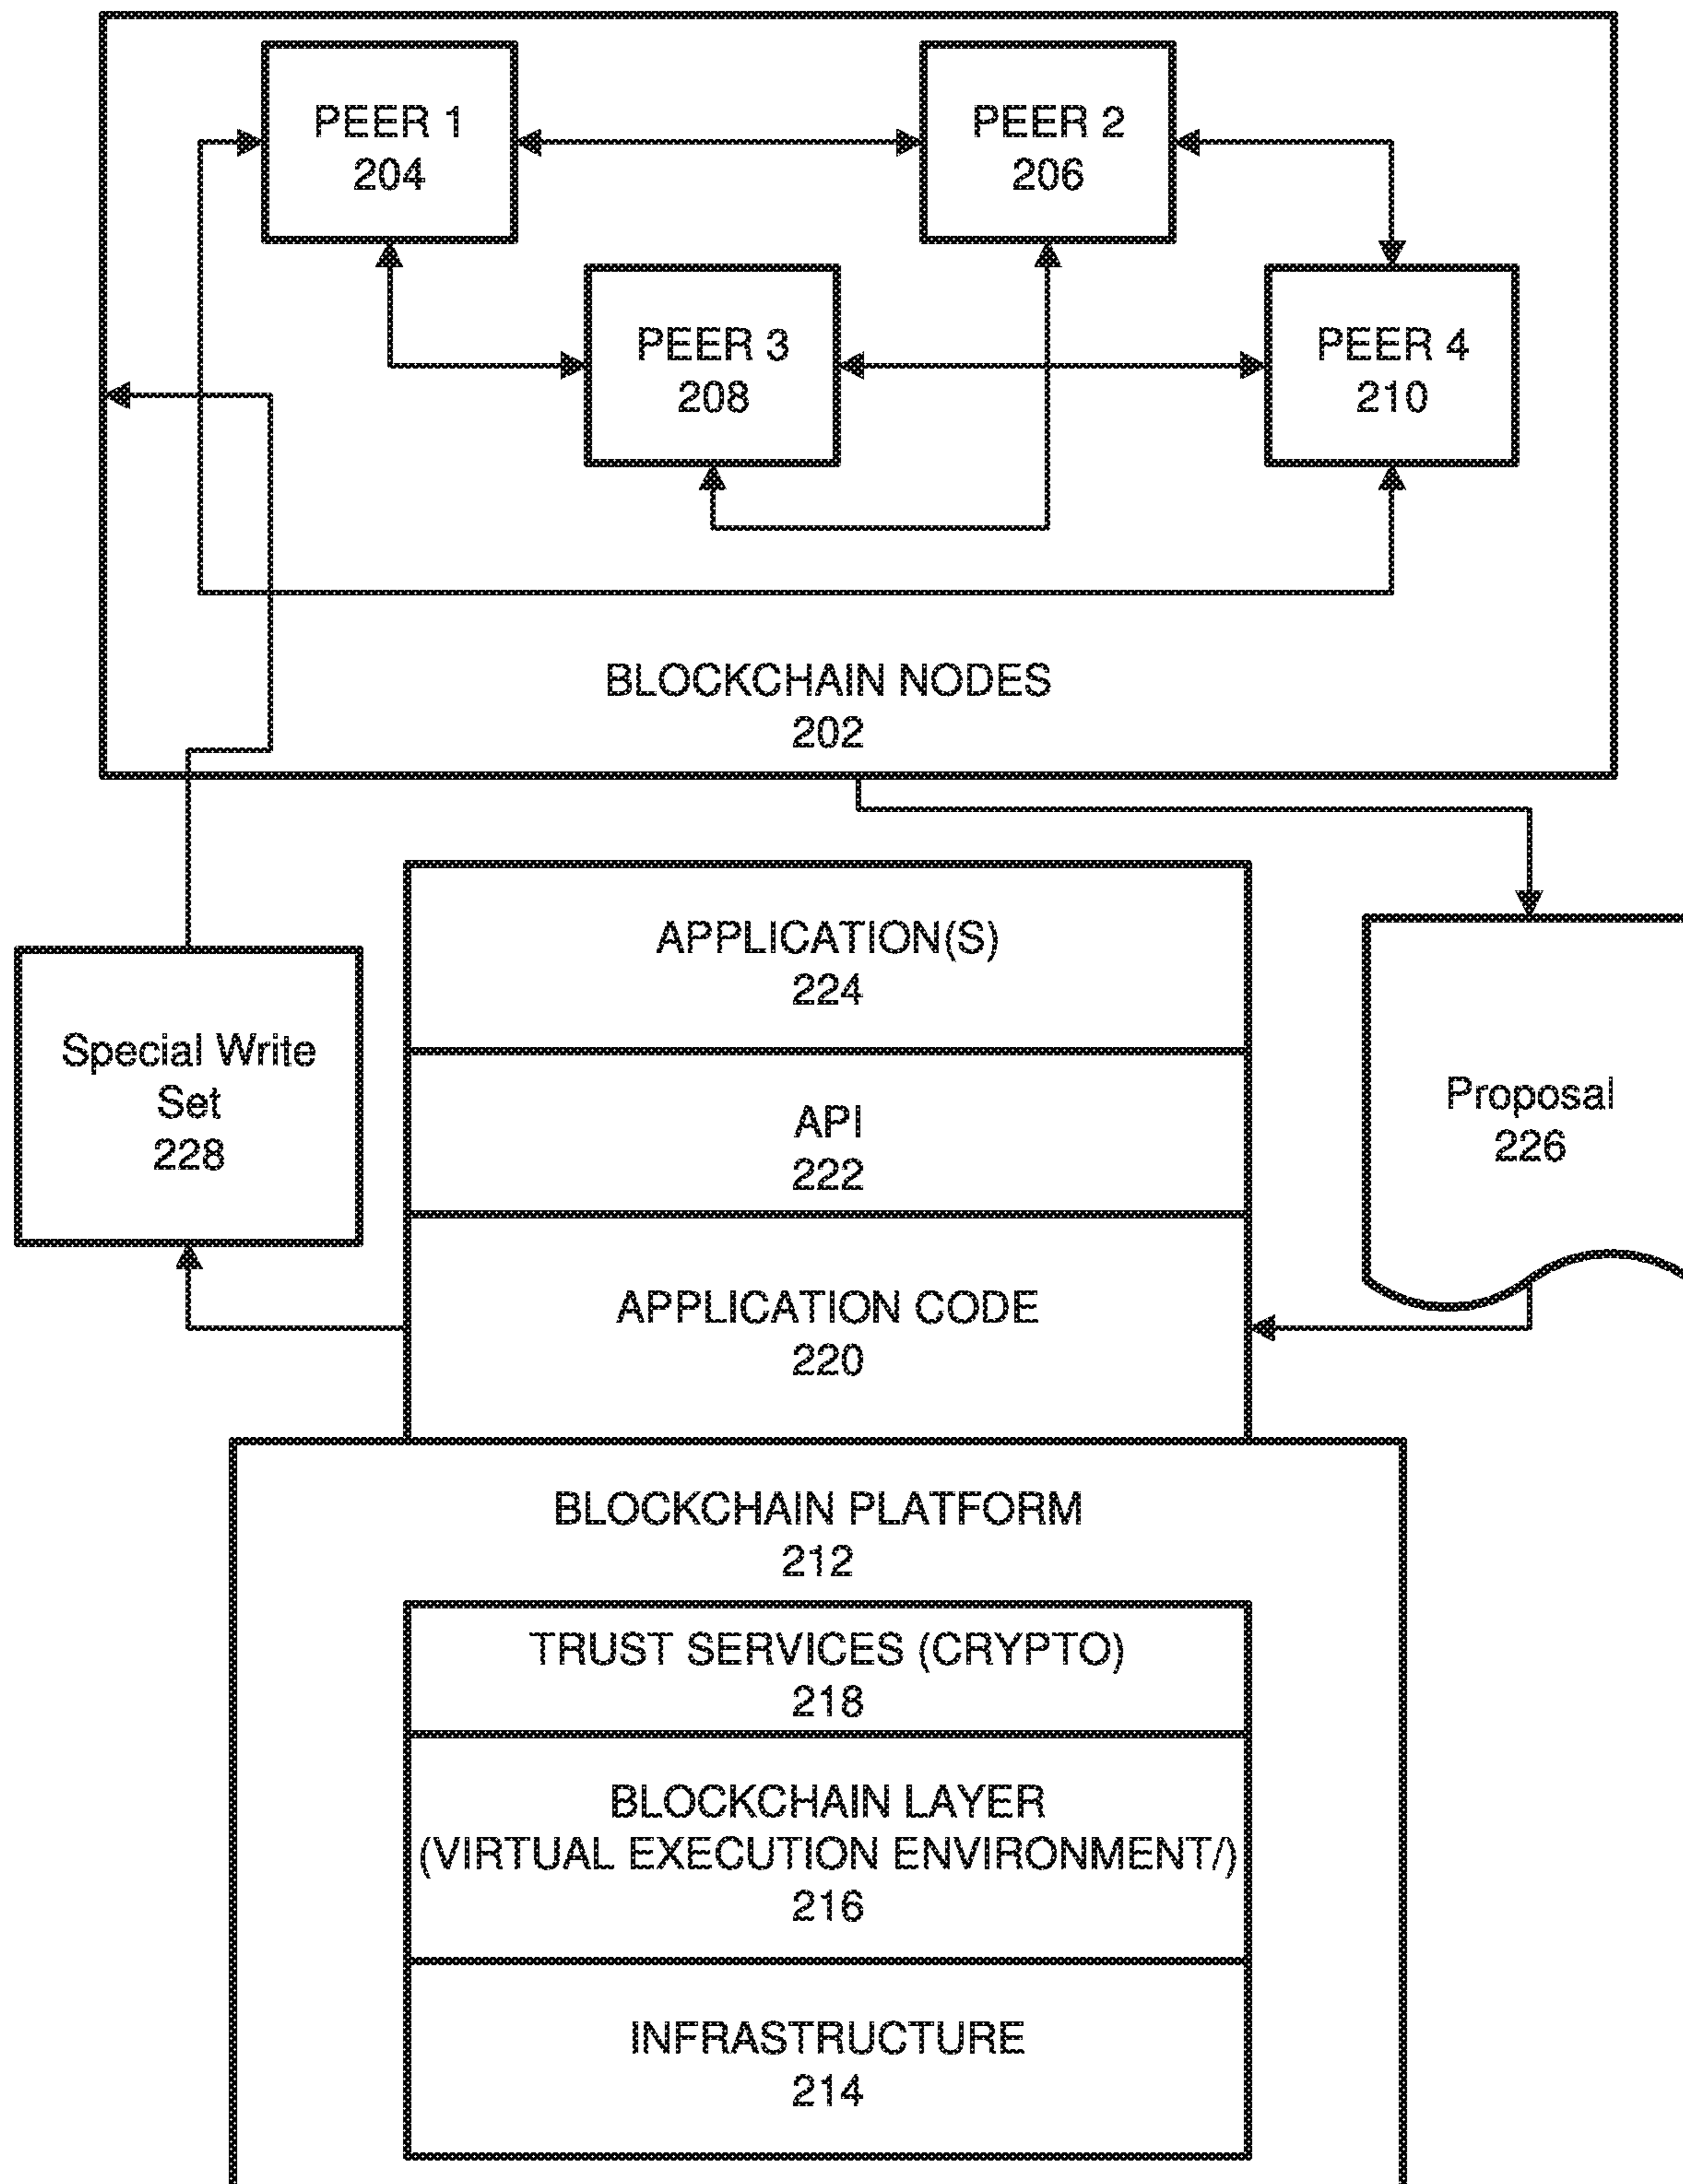 PEER 1
204
PEER 2
206
PEER 3
208
PEER 4
210
BLOCKCHAIN NODES
202
APPLICATION(S)
224
Special Write
Set
228
API
222
Proposal
226
APPLICATION CODE
220
BLOCKCHAIN PLATFORM
212
TRUST SERVICES (CRYPTO)
218
BLOCKCHAIN LAYER
(VIRTUAL EXECUTION ENVIRONMENT/)
216
INFRASTRUCTURE
214